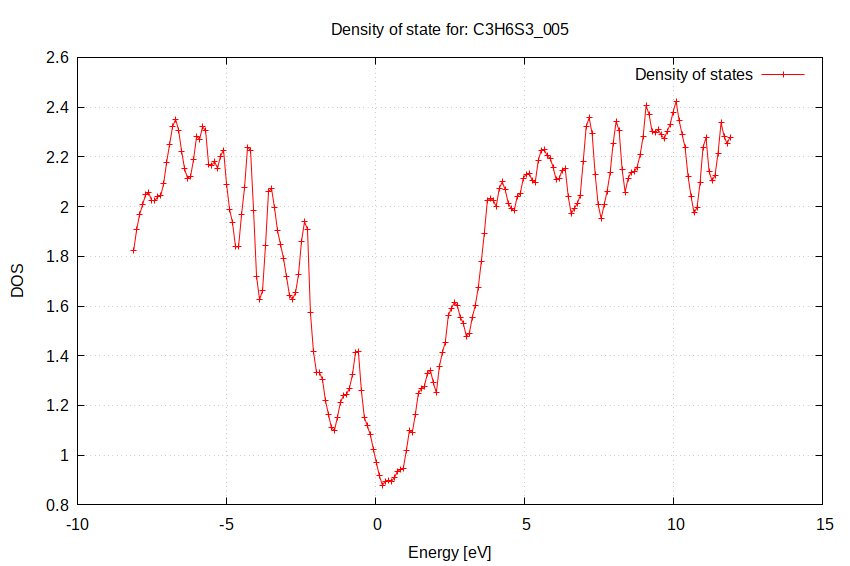 Density of state for: C3H6S3_005
Density of states
2.6
2.4
2.2
2
1.8
1.6
1.4
1.2
1
0.8
DOS
-10 -5 0 5 10 15
Energy [eV]